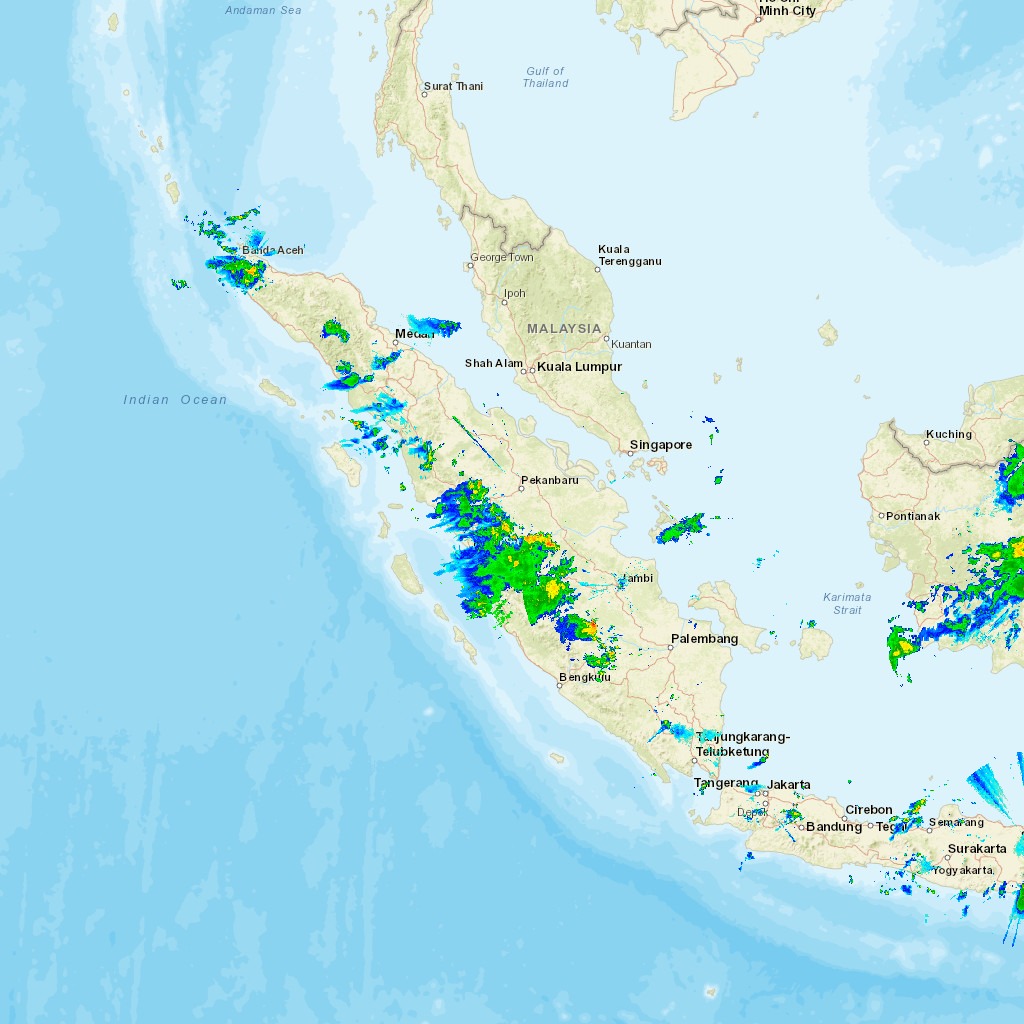 Andaman Sea
Minh City
Gulf of
Thailand
Surat Thani
Banda Aceh
George Town
Kuala
Terengganu
Ipoh
MALAYSIA
Medan
Kuantan
Shah Alam
Kuala Lumpur
Indian Ocean
Singapore
Kuching
Pekanbaru
Pontianak
Jambi
Karimata
Strait
Palembang
Bengkulu
Tanjungkarang-
Telubketung
Tangerang
Jakarta
Depok
Cirebon
Bandung
Tegal
Semarang
Surakarta
Yogyakarta